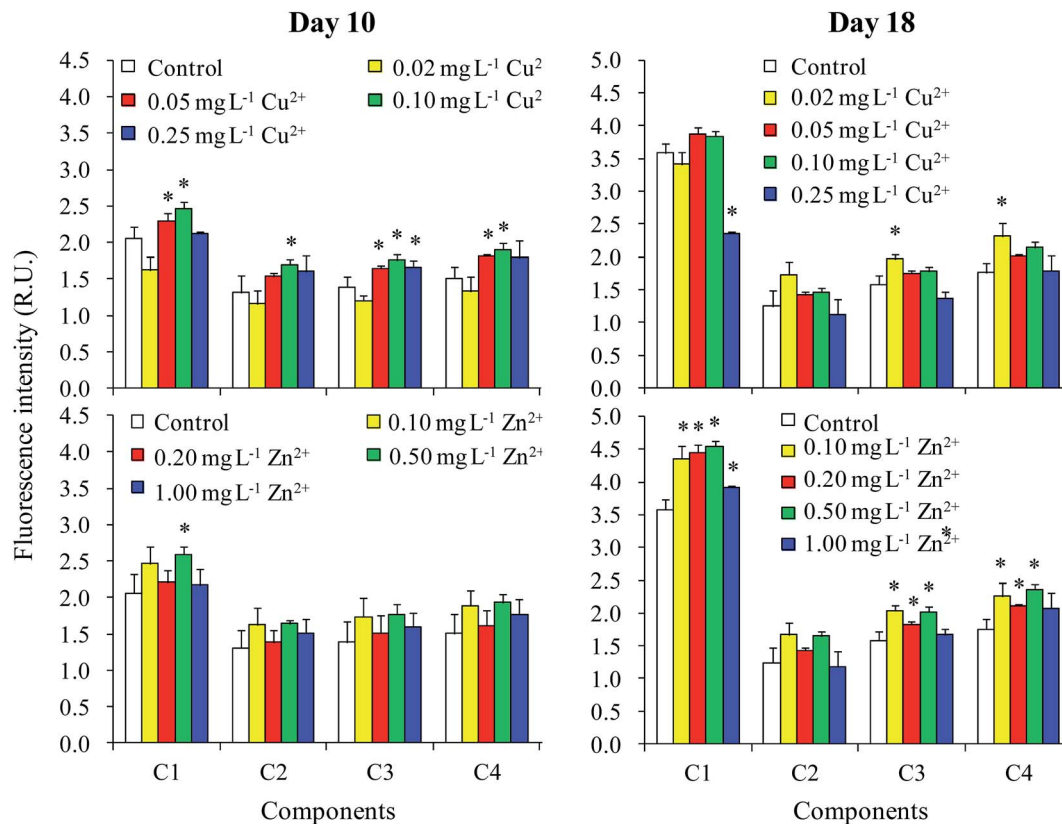 Day 10
Day 18
Fluorescence intensity (R.U.)
4.5
4.0
3.5
3.0
2.5
2.0
1.5
1.0
0.5
0.0
Control
0.02 mg L⁻¹ Cu²
0.05 mg L⁻¹ Cu²⁺
0.10 mg L⁻¹ Cu²
0.25 mg L⁻¹ Cu²⁺
* *
*
* * *
* *
5.0
4.5
4.0
3.5
3.0
2.5
2.0
1.5
1.0
0.5
0.0
Control
0.02 mg L⁻¹ Cu²⁺
0.05 mg L⁻¹ Cu²⁺
0.10 mg L⁻¹ Cu²⁺
0.25 mg L⁻¹ Cu²⁺
*
*
*
4.5
4.0
3.5
3.0
2.5
2.0
1.5
1.0
0.5
0.0
Control
0.10 mg L⁻¹ Zn²⁺
0.20 mg L⁻¹ Zn²⁺
0.50 mg L⁻¹ Zn²⁺
1.00 mg L⁻¹ Zn²⁺
*
C1 C2 C3 C4
Components
5.0
4.5
4.0
3.5
3.0
2.5
2.0
1.5
1.0
0.5
0.0
Control
0.10 mg L⁻¹ Zn²⁺
0.20 mg L⁻¹ Zn²⁺
0.50 mg L⁻¹ Zn²⁺
1.00 mg L⁻¹ Zn²⁺
* * * *
* * * *
* * *
C1 C2 C3 C4
Components